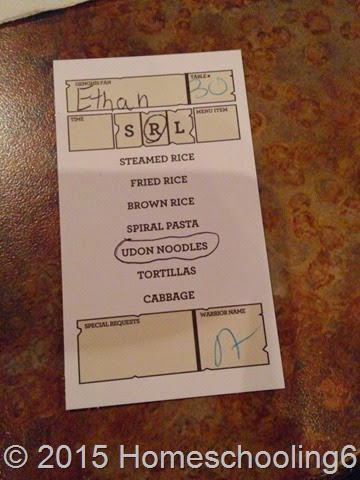 GENGHIS FAN TABLE #
Ethan 30
TIME S R L MENU ITEM
STEAMED RICE
FRIED RICE
BROWN RICE
SPIRAL PASTA
UDON NOODLES
TORTILLAS
CABBAGE
SPECIAL REQUESTS WARRIOR NAME
© 2015 Homeschooling6